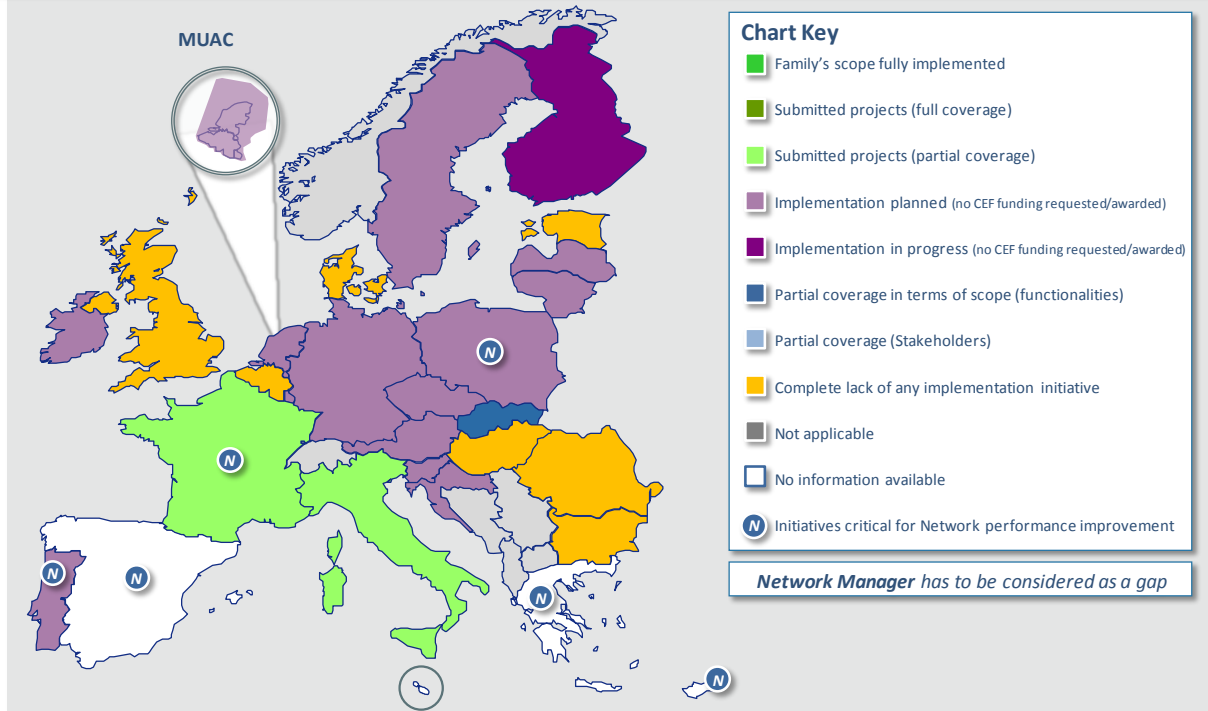 MUAC
Chart Key
Family's scope fully implemented
Submitted projects (full coverage)
Submitted projects (partial coverage)
Implementation planned (no CEF funding requested/awarded)
Implementation in progress (no CEF funding requested/awarded)
Partial coverage in terms of scope (functionalities)
Partial coverage (Stakeholders)
Complete lack of any implementation initiative
Not applicable
No information available
N Initiatives critical for Network performance improvement
Network Manager has to be considered as a gap
N
N
N
N
N
N